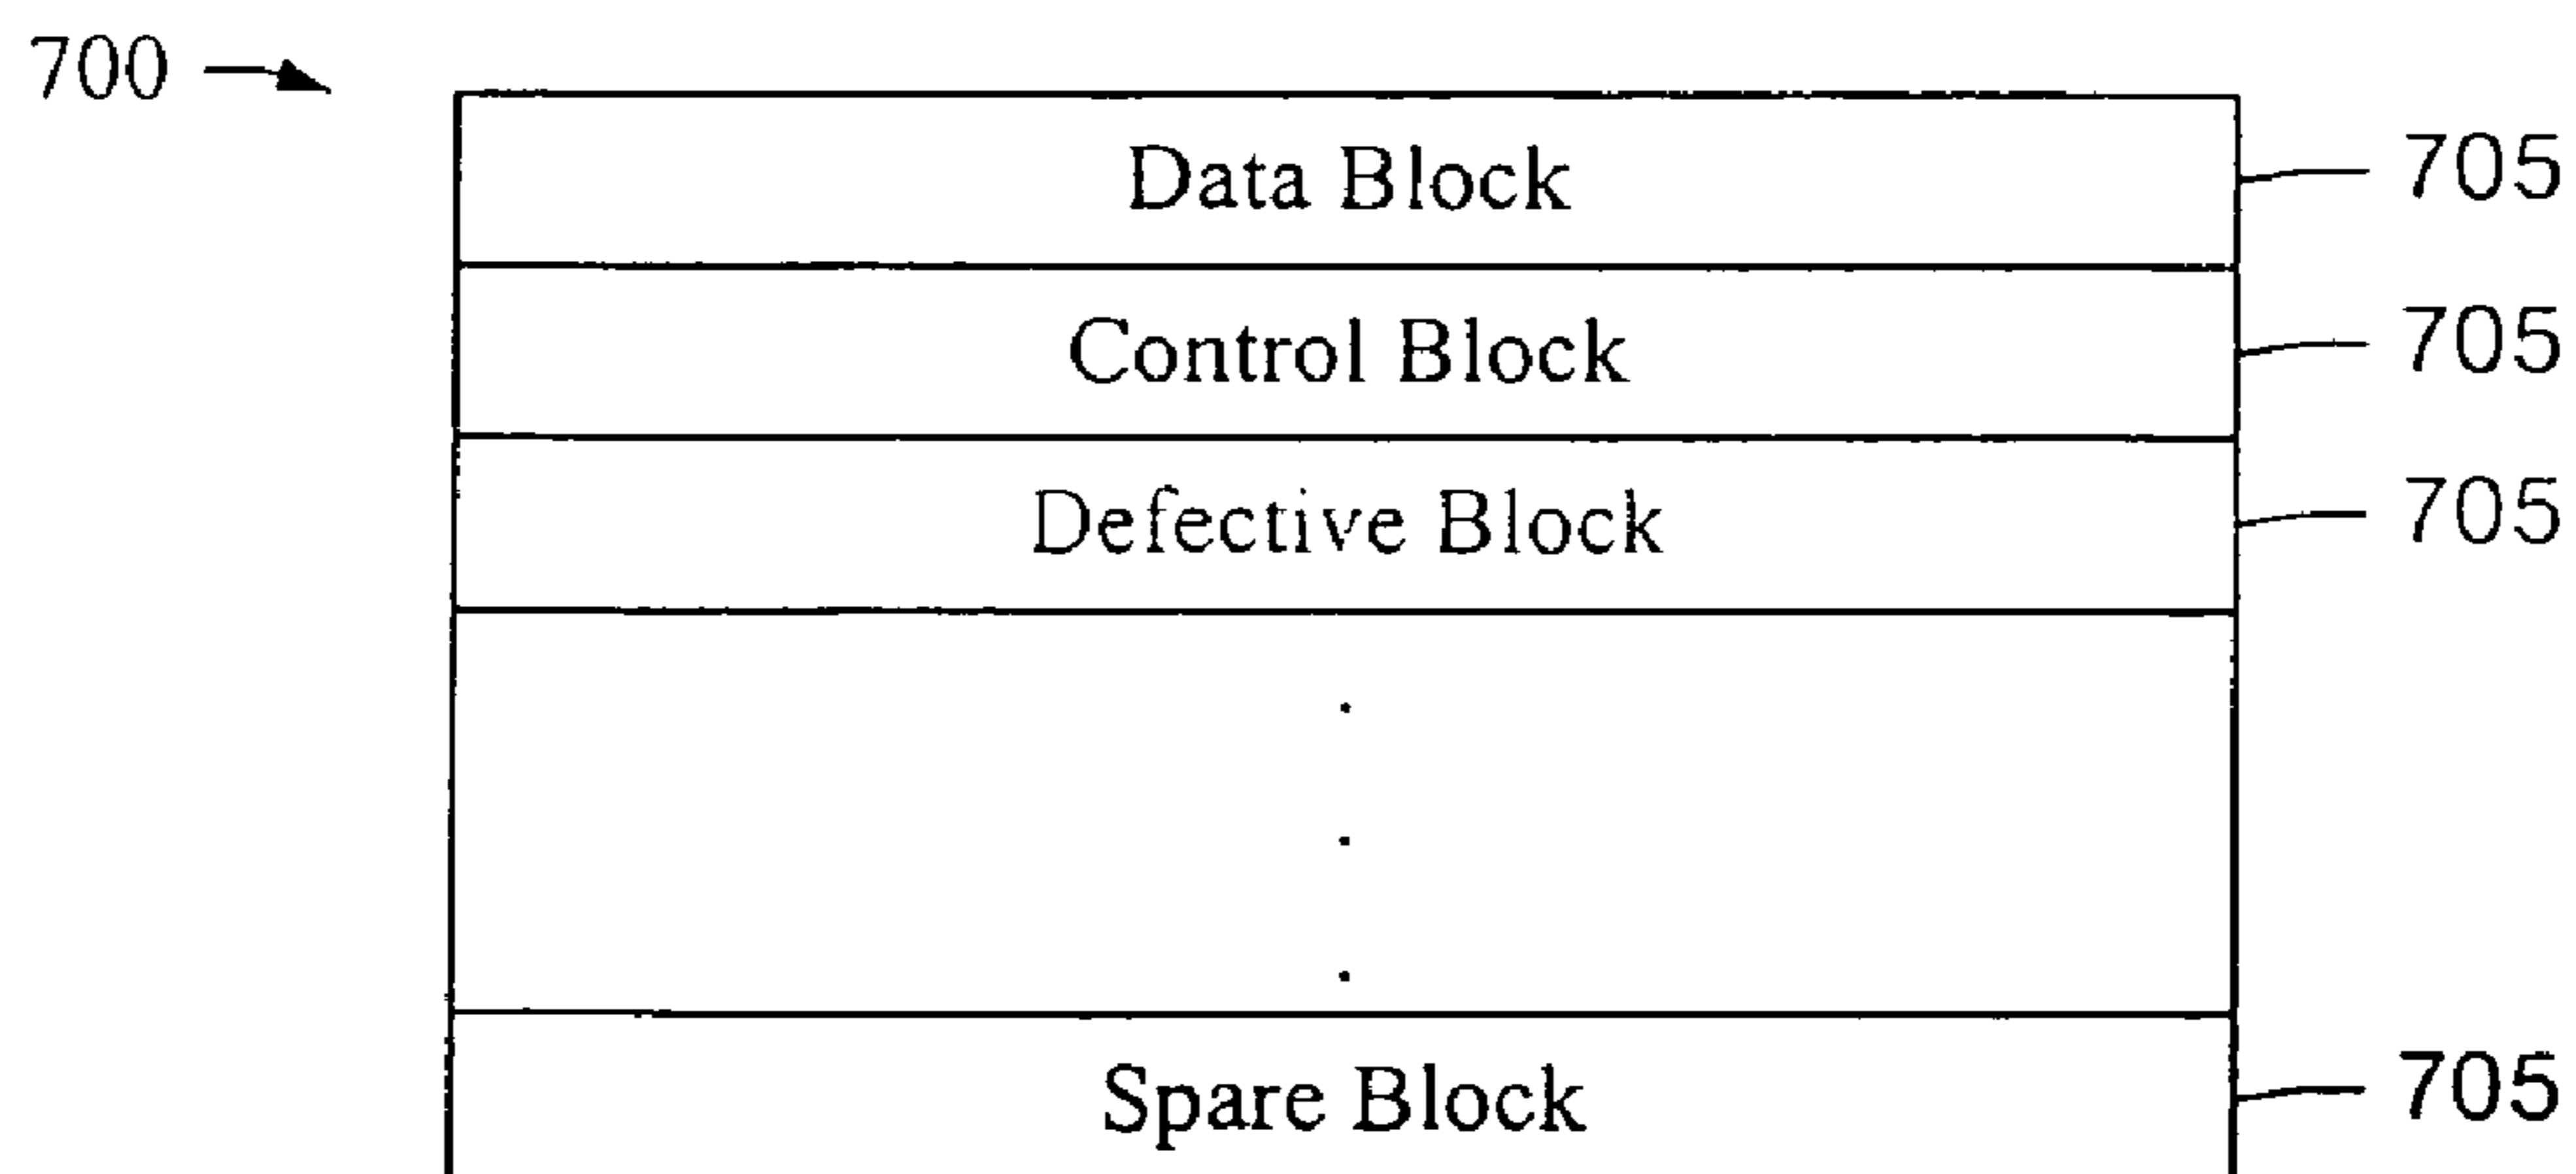 700
Data Block 705
Control Block 705
Defective Block 705
.
.
.
Spare Block 705